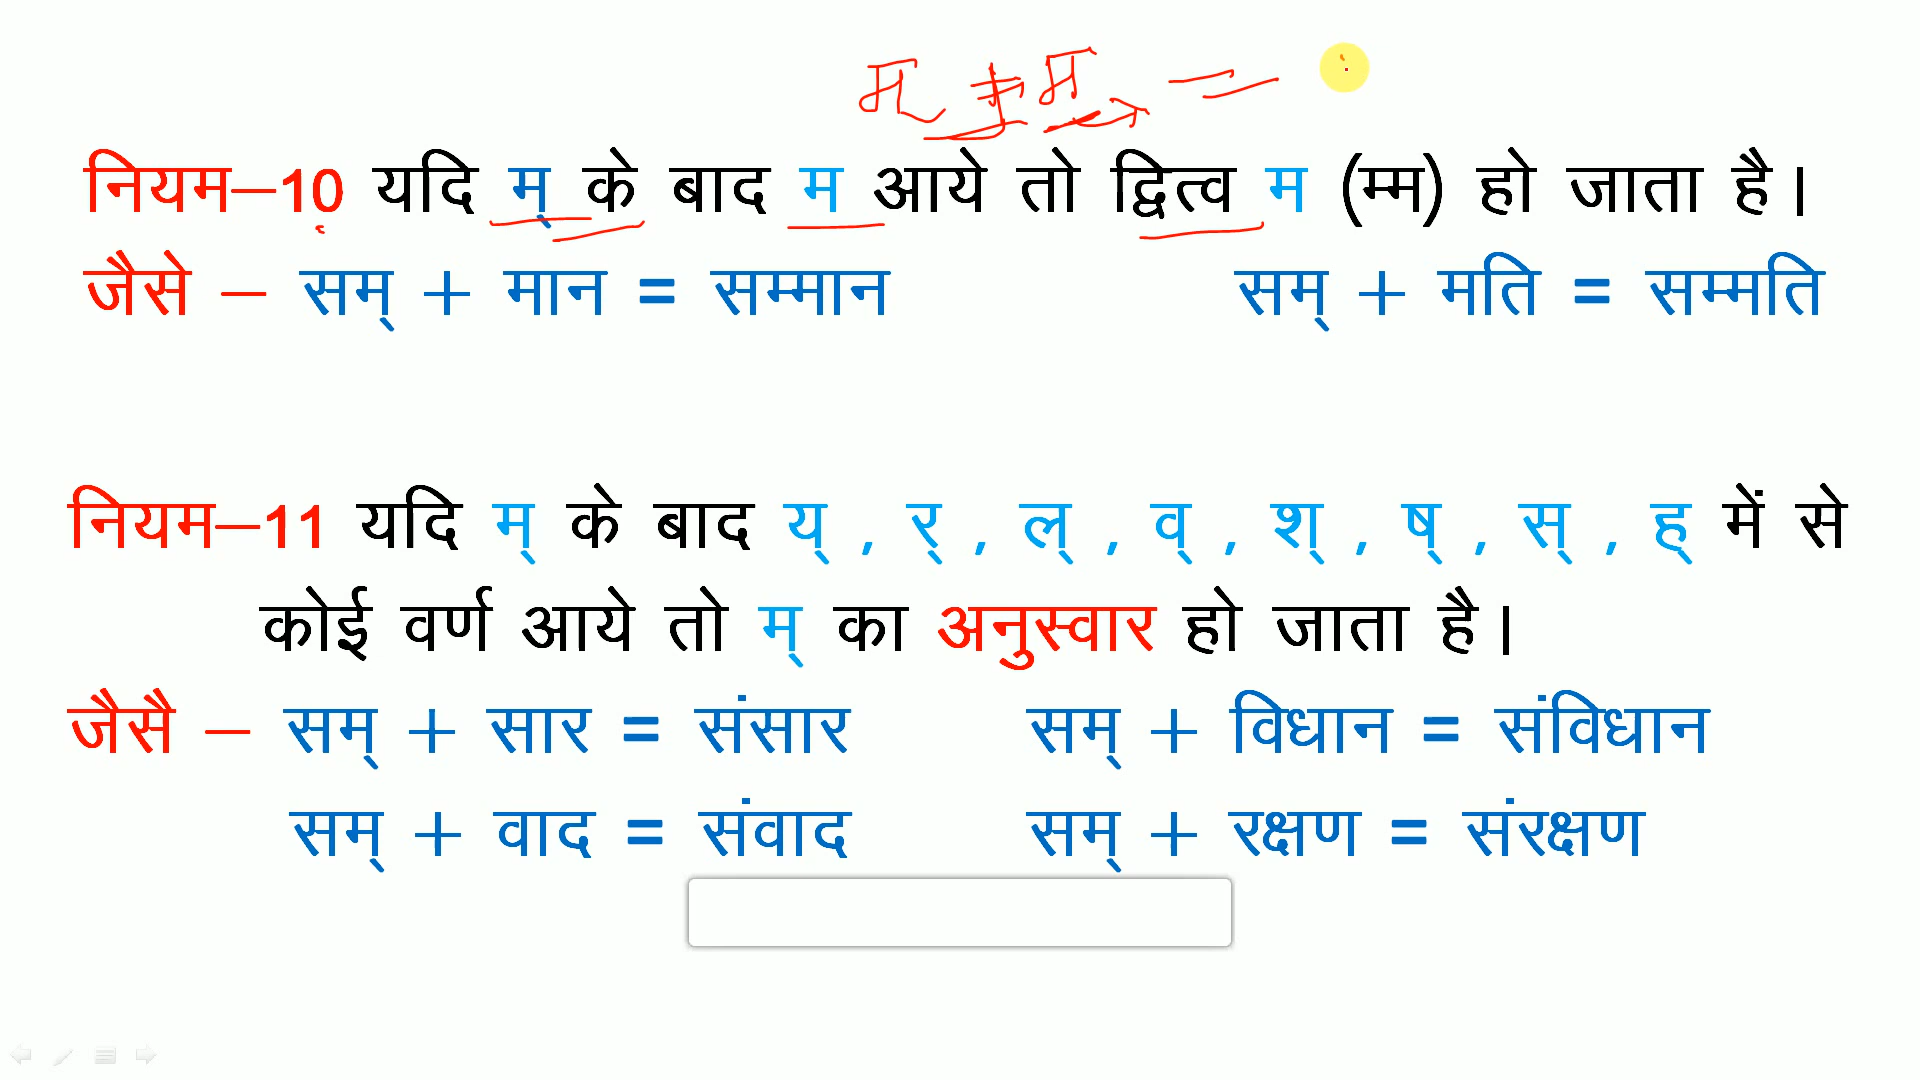 म् + म =
नियम–10 यदि म् के बाद म आये तो द्वित्व म (म्म) हो जाता है।
जैसे – सम् + मान = सम्मान सम् + मति = सम्मति
नियम–11 यदि म् के बाद य् , र् , ल् , व् , श् , ष् , स् , ह् में से
कोई वर्ण आये तो म् का अनुस्वार हो जाता है।
जैसै – सम् + सार = संसार सम् + विधान = संविधान
सम् + वाद = संवाद सम् + रक्षण = संरक्षण